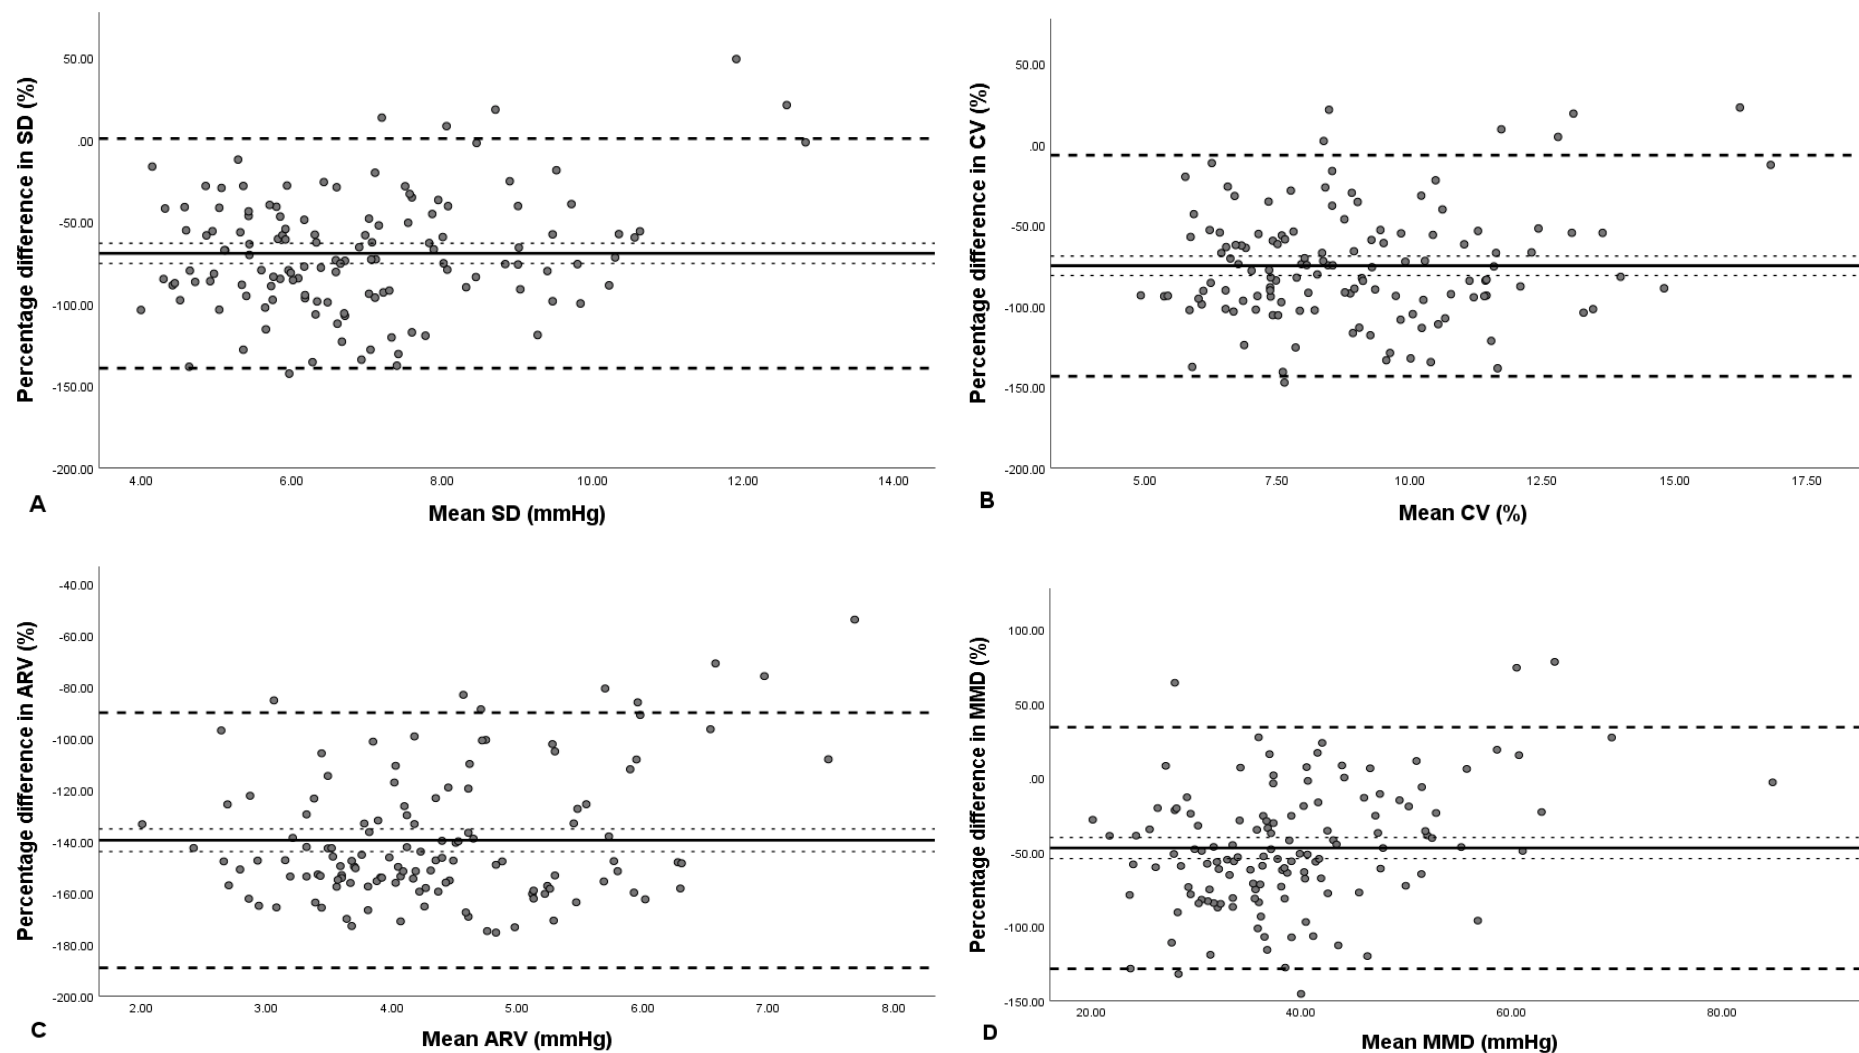 Percentage difference in SD (%)
50.00
.00
-50.00
-100.00
-150.00
-200.00
4.00 6.00 8.00 10.00 12.00 14.00
A
Mean SD (mmHg)
Percentage difference in CV (%)
50.00
.00
-50.00
-100.00
-150.00
-200.00
5.00 7.50 10.00 12.50 15.00 17.50
B
Mean CV (%)
Percentage difference in ARV (%)
-40.00
-60.00
-80.00
-100.00
-120.00
-140.00
-160.00
-180.00
-200.00
2.00 3.00 4.00 5.00 6.00 7.00 8.00
C
Mean ARV (mmHg)
Percentage difference in MMD (%)
100.00
50.00
.00
-50.00
-100.00
-150.00
20.00 40.00 60.00 80.00
D
Mean MMD (mmHg)